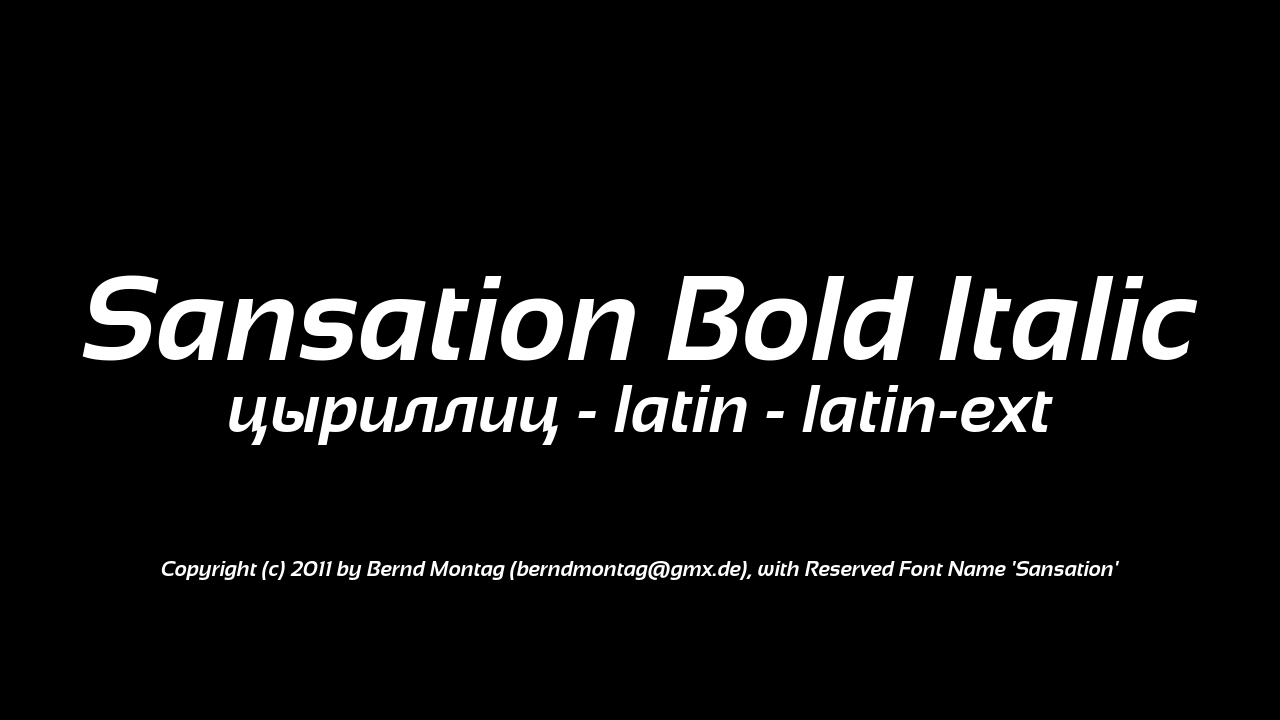 Sansation Bold Italic
цыриллиц - latin - latin-ext
Copyright (c) 2011 by Bernd Montag (berndmontag@gmx.de), with Reserved Font Name 'Sansation'